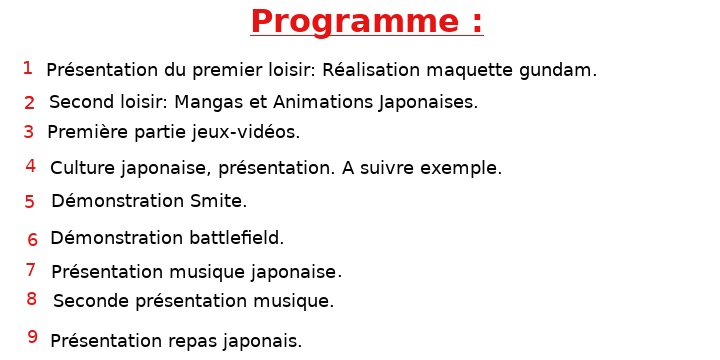 Programme :
1 Présentation du premier loisir: Réalisation maquette gundam.
2 Second loisir: Mangas et Animations Japonaises.
3 Première partie jeux-vidéos.
4 Culture japonaise, présentation. A suivre exemple.
5 Démonstration Smite.
6 Démonstration battlefield.
7 Présentation musique japonaise.
8 Seconde présentation musique.
9 Présentation repas japonais.